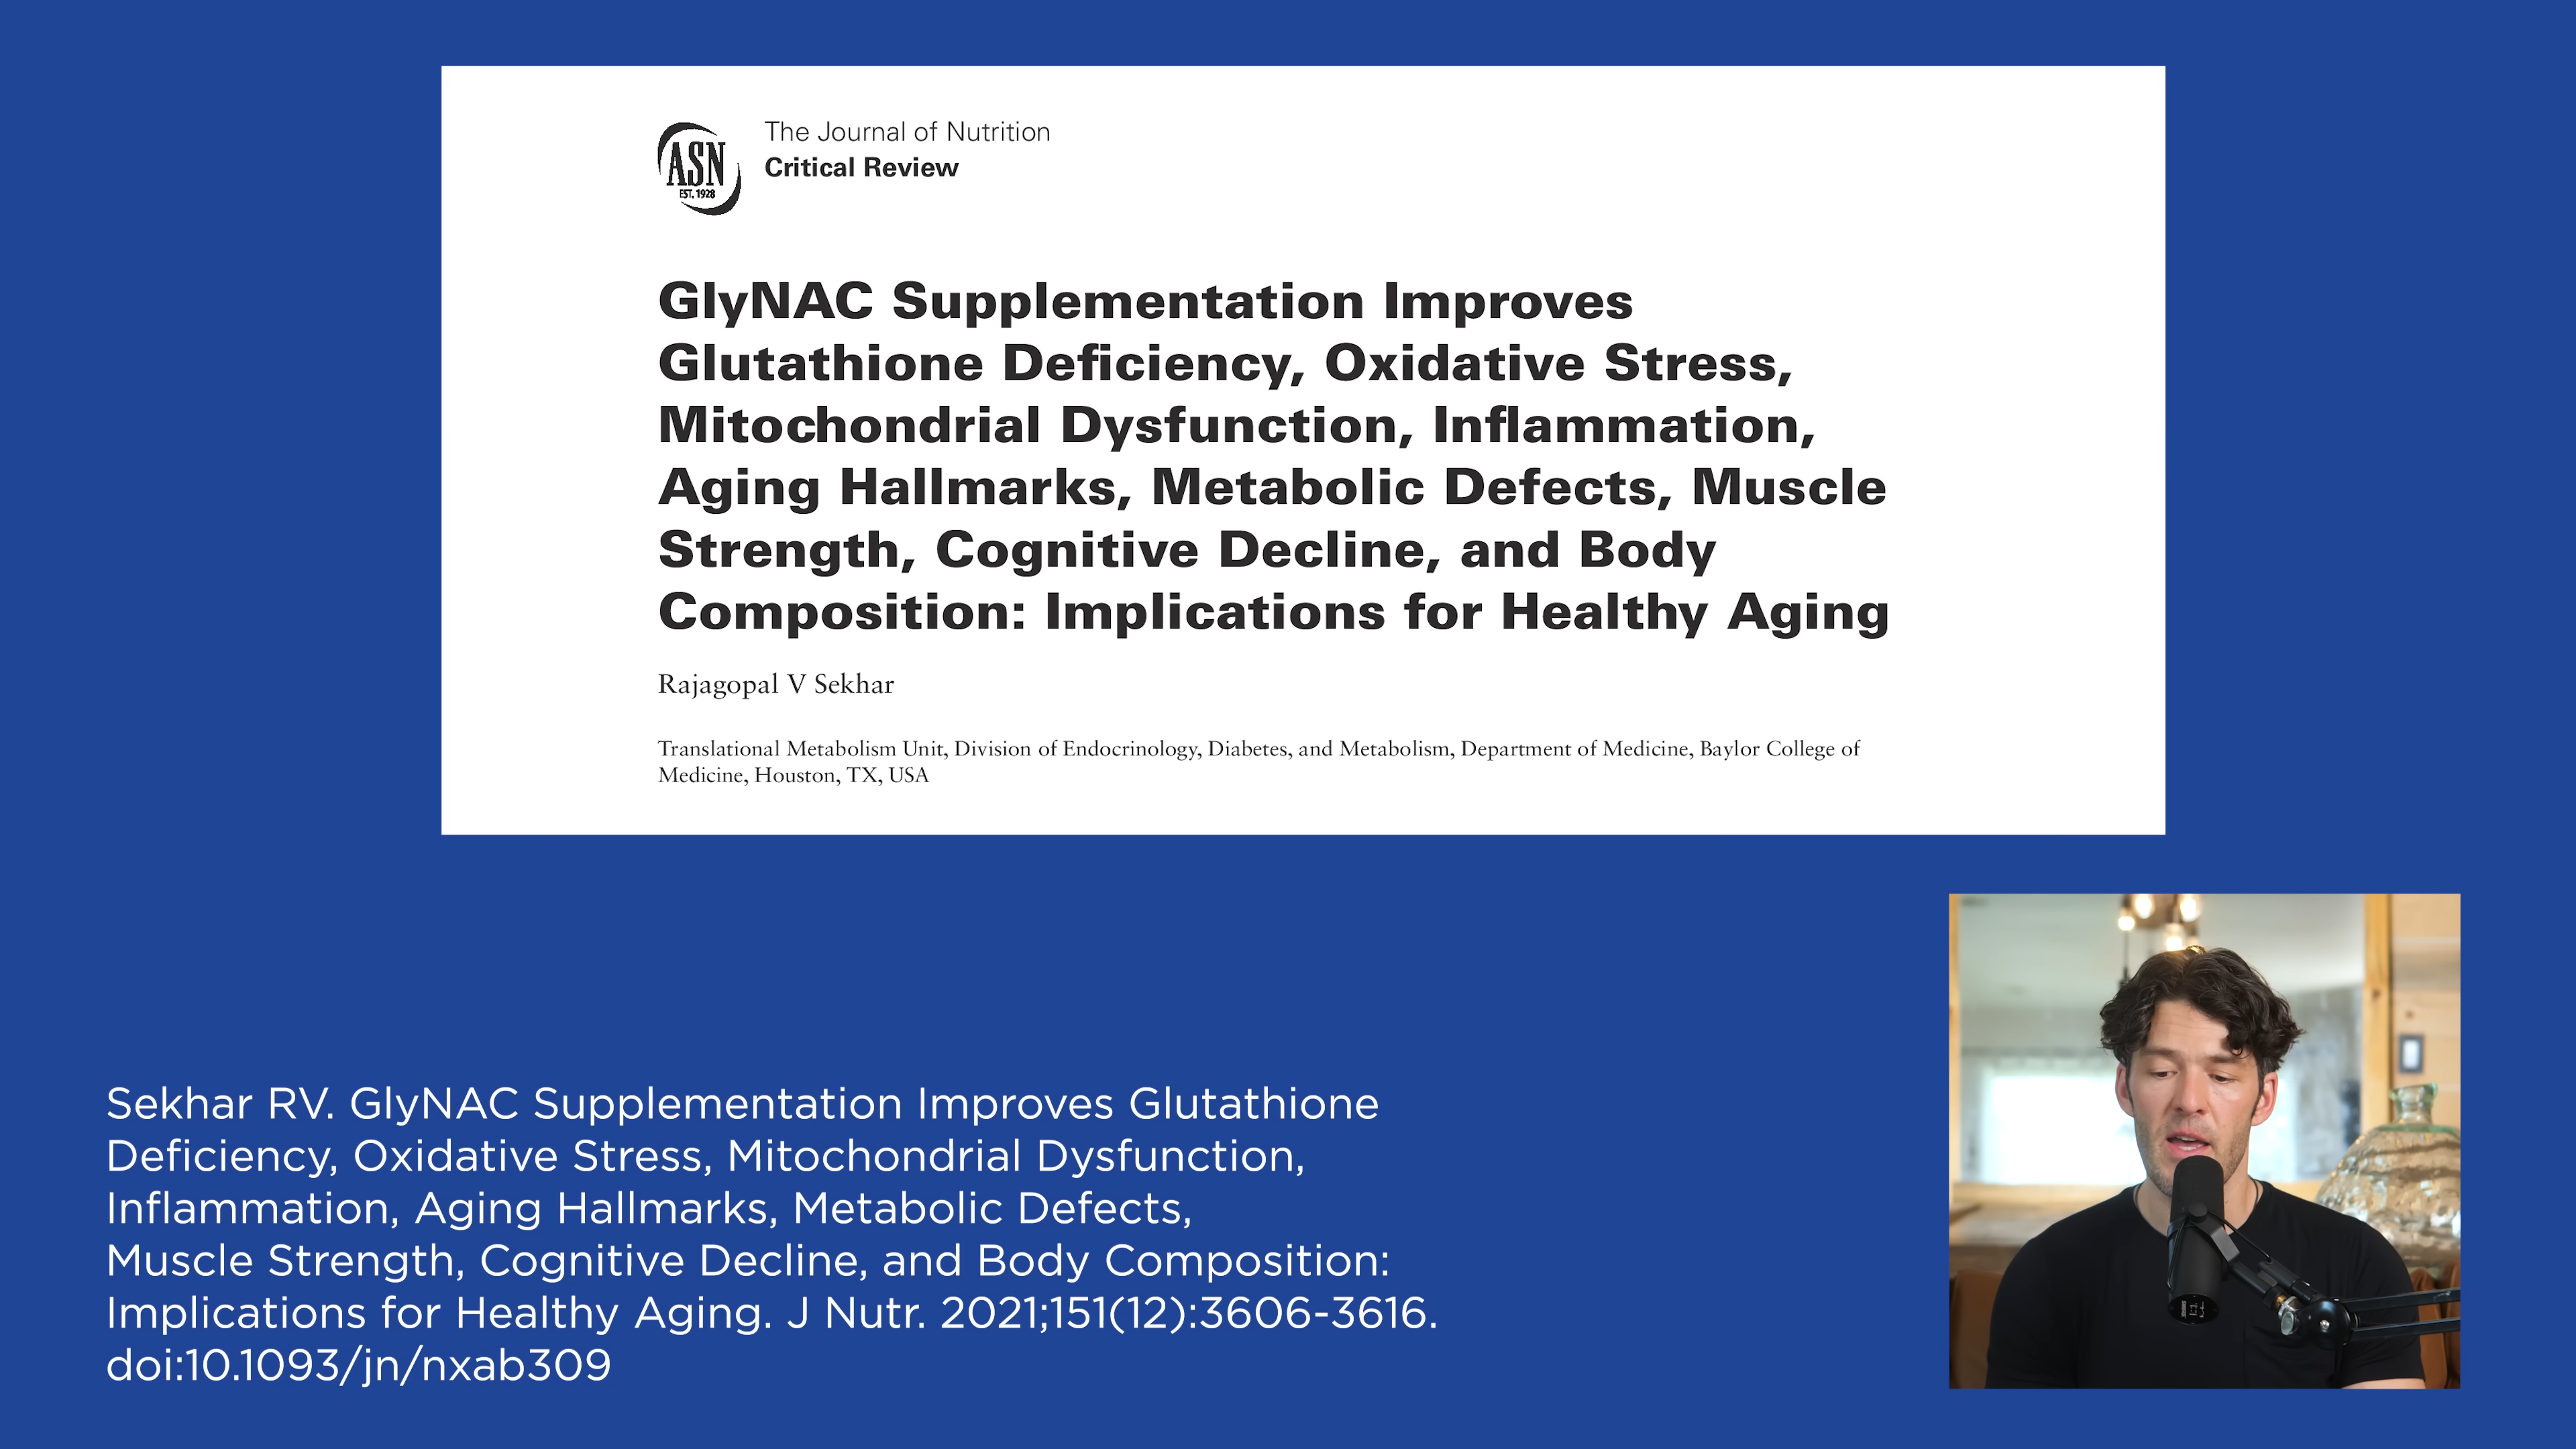 ASN
EST. 1928
The Journal of Nutrition
Critical Review
GlyNAC Supplementation Improves
Glutathione Deficiency, Oxidative Stress,
Mitochondrial Dysfunction, Inflammation,
Aging Hallmarks, Metabolic Defects, Muscle
Strength, Cognitive Decline, and Body
Composition: Implications for Healthy Aging
Rajagopal V Sekhar
Translational Metabolism Unit, Division of Endocrinology, Diabetes, and Metabolism, Department of Medicine, Baylor College of
Medicine, Houston, TX, USA
Sekhar RV. GlyNAC Supplementation Improves Glutathione
Deficiency, Oxidative Stress, Mitochondrial Dysfunction,
Inflammation, Aging Hallmarks, Metabolic Defects,
Muscle Strength, Cognitive Decline, and Body Composition:
Implications for Healthy Aging. J Nutr. 2021;151(12):3606-3616.
doi:10.1093/jn/nxab309